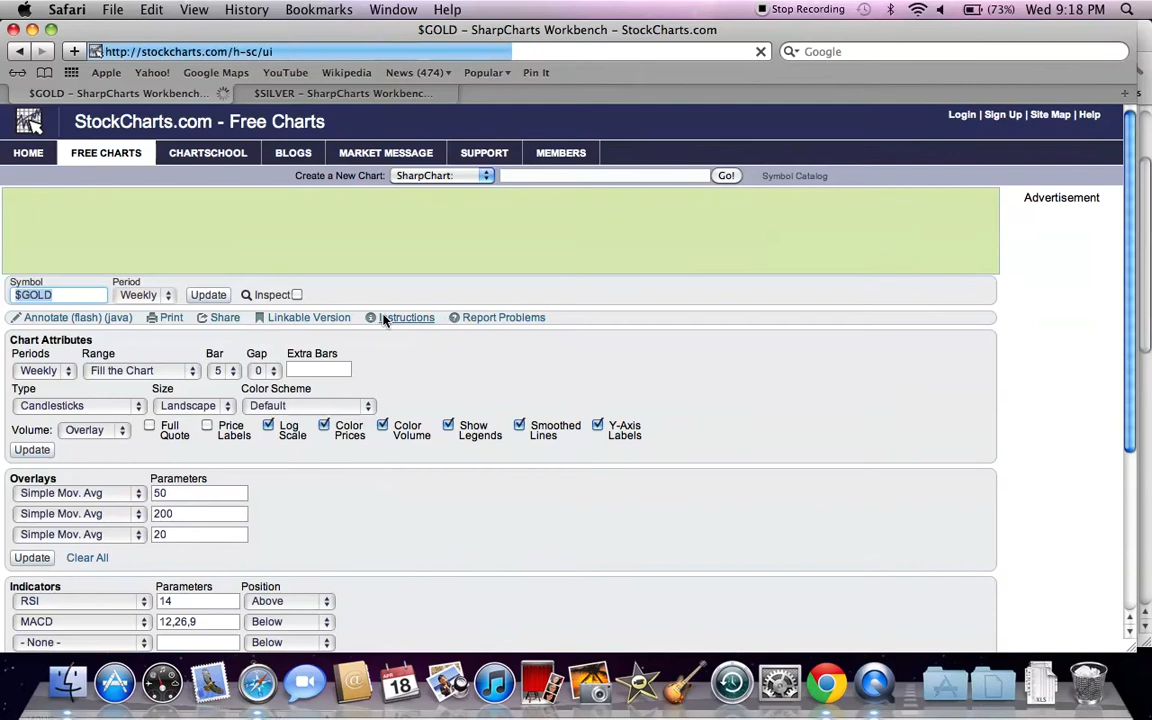 Safari File Edit View History Bookmarks Window Help Stop Recording (73%) Wed 9:18 PM
$GOLD – SharpCharts Workbench – StockCharts.com
http://stockcharts.com/h-sc/ui Google
Apple Yahoo! Google Maps YouTube Wikipedia News (474) Popular Pin It
$GOLD – SharpCharts Workbench... $SILVER – SharpCharts Workbenc...
StockCharts.com - Free Charts
Login | Sign Up | Site Map | Help
HOME FREE CHARTS CHARTSCHOOL BLOGS MARKET MESSAGE SUPPORT MEMBERS
Create a New Chart: SharpChart: Go! Symbol Catalog
Advertisement
Symbol Period
$GOLD Weekly Update Inspect
Annotate (flash) (java) Print Share Linkable Version Instructions Report Problems
Chart Attributes
Periods Range Bar Gap Extra Bars
Weekly Fill the Chart 5 0
Type Size Color Scheme
Candlesticks Landscape Default
Volume: Overlay Full Quote Price Labels Log Scale Color Prices Color Volume Show Legends Smoothed Lines Y-Axis Labels
Update
Overlays Parameters
Simple Mov. Avg 50
Simple Mov. Avg 200
Simple Mov. Avg 20
Update Clear All
Indicators Parameters Position
RSI 14 Above
MACD 12,26,9 Below
- None - Below
APR 18
XLS